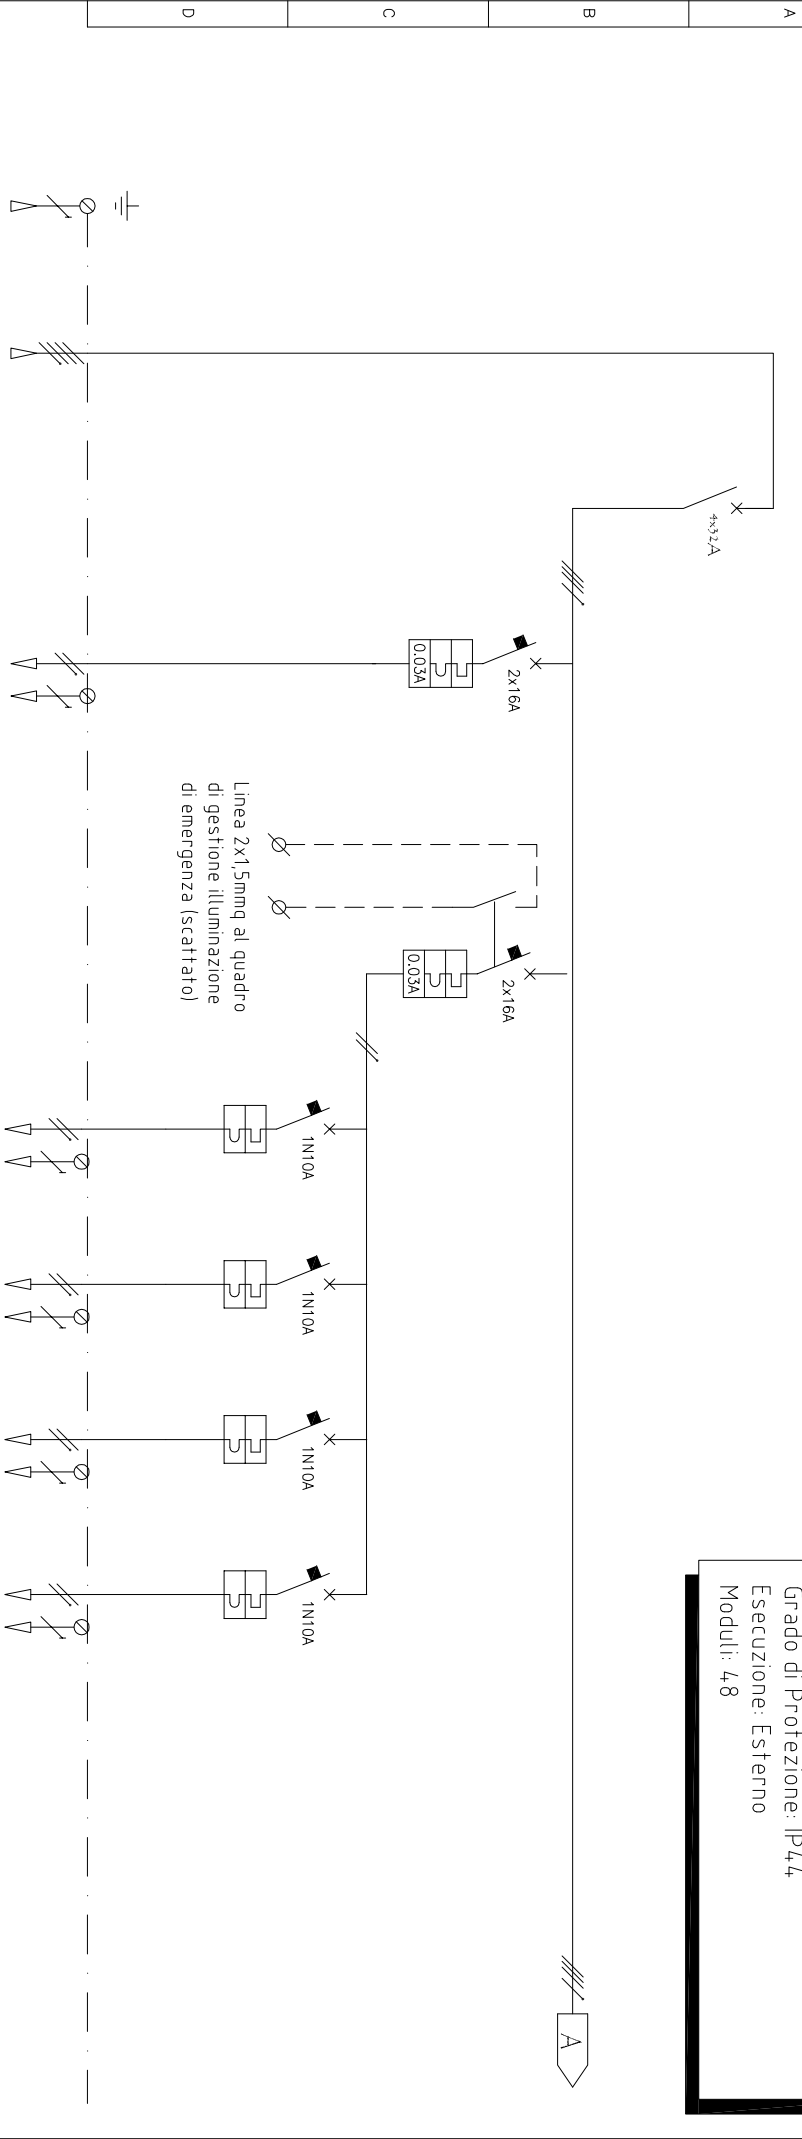 A
B
C
D
Grado di Protezione: IP44
Esecuzione: Esterno
Moduli: 48
4x32A
2x16A
0.03A
2x16A
0.03A
Linea 2x1,5mmq al quadro
di gestione illuminazione
di emergenza (scattato)
1N10A
1N10A
1N10A
1N10A
A